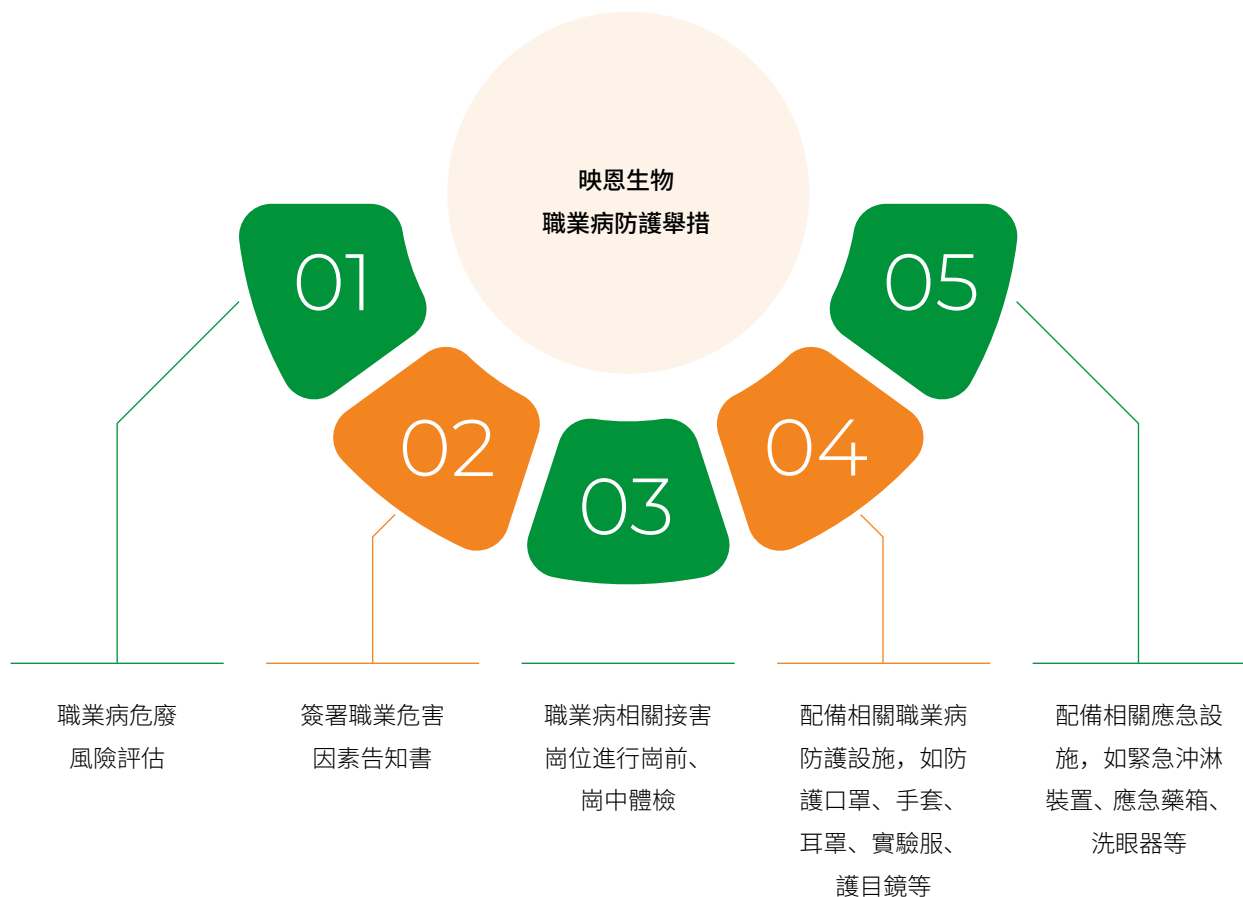 映恩生物
職業病防護舉措
01
02
03
04
05
職業病危廢
風險評估
簽署職業危害
因素告知書
職業病相關接害
崗位進行崗前、
崗中體檢
配備相關職業病
防護設施，如防
護口罩、手套、
耳罩、實驗服、
護目鏡等
配備相關應急設
施，如緊急沖淋
裝置、應急藥箱、
洗眼器等